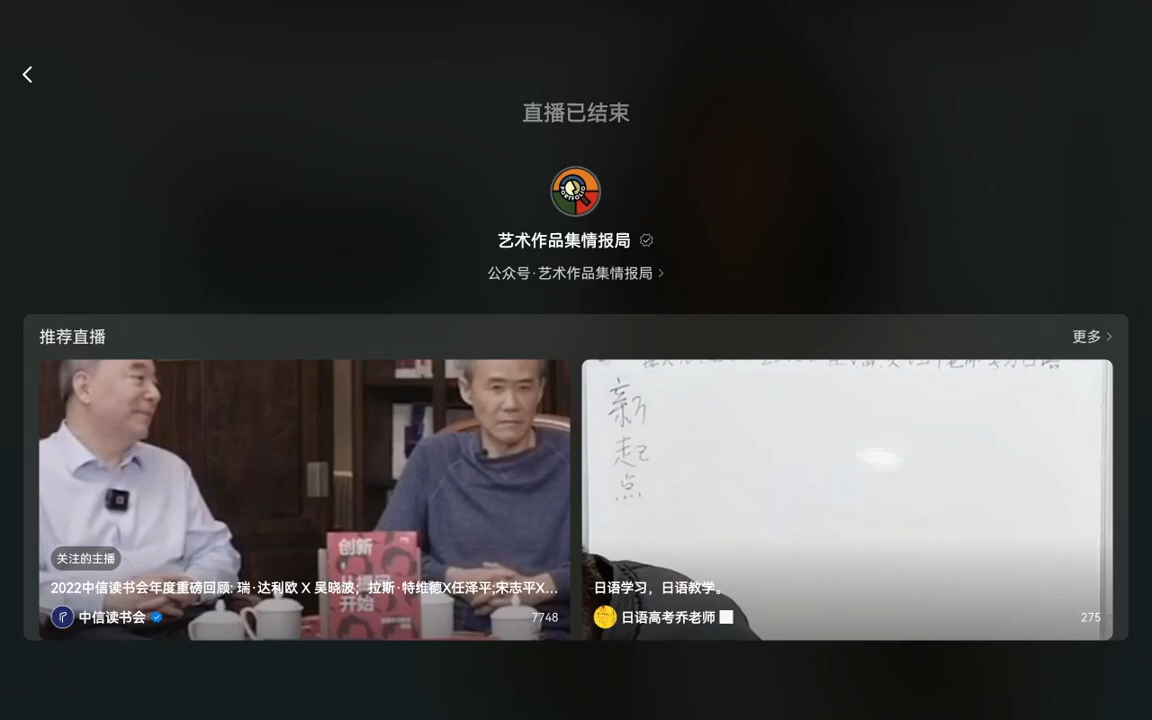 直播已结束
PORTFOLIO
艺术作品集情报局
公众号·艺术作品集情报局
推荐直播
更多
新
起
点
关注的主播
创新
开始
2022中信读书会年度重磅回顾: 瑞·达利欧 X 吴晓波；拉斯·特维德X任泽平;宋志平X...
日语学习，日语教学。
中信读书会
7748
日语高考乔老师
275